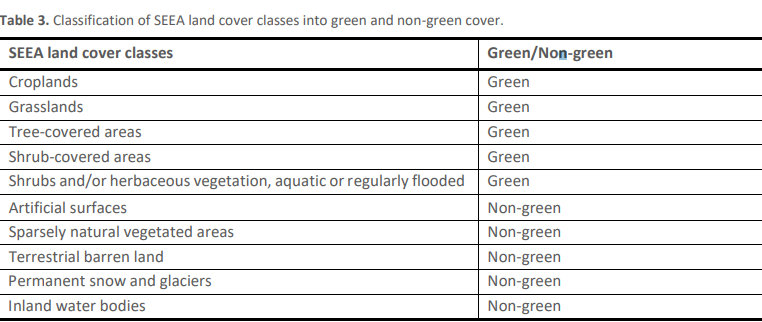 Table 3. Classification of SEEA land cover classes into green and non-green cover.
SEEA land cover classes Green/Non-green
Croplands Green
Grasslands Green
Tree-covered areas Green
Shrub-covered areas Green
Shrubs and/or herbaceous vegetation, aquatic or regularly flooded Green
Artificial surfaces Non-green
Sparsely natural vegetated areas Non-green
Terrestrial barren land Non-green
Permanent snow and glaciers Non-green
Inland water bodies Non-green